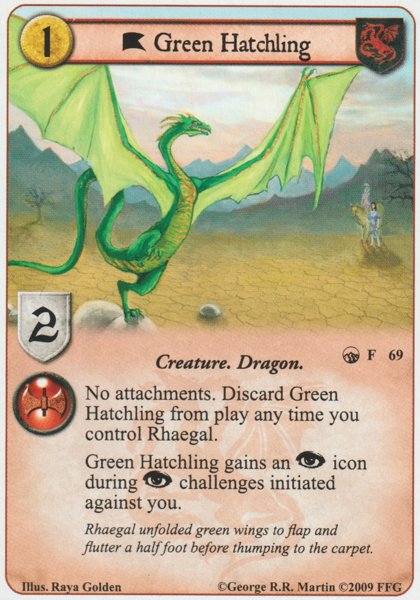 1
Green Hatchling
2
Creature. Dragon.
F 69
No attachments. Discard Green
Hatchling from play any time you
control Rhaegal.
Green Hatchling gains an icon
during challenges initiated
against you.
Rhaegal unfolded green wings to flap and
flutter a half foot before thumping to the carpet.
Illus. Raya Golden
©George R.R. Martin ©2009 FFG